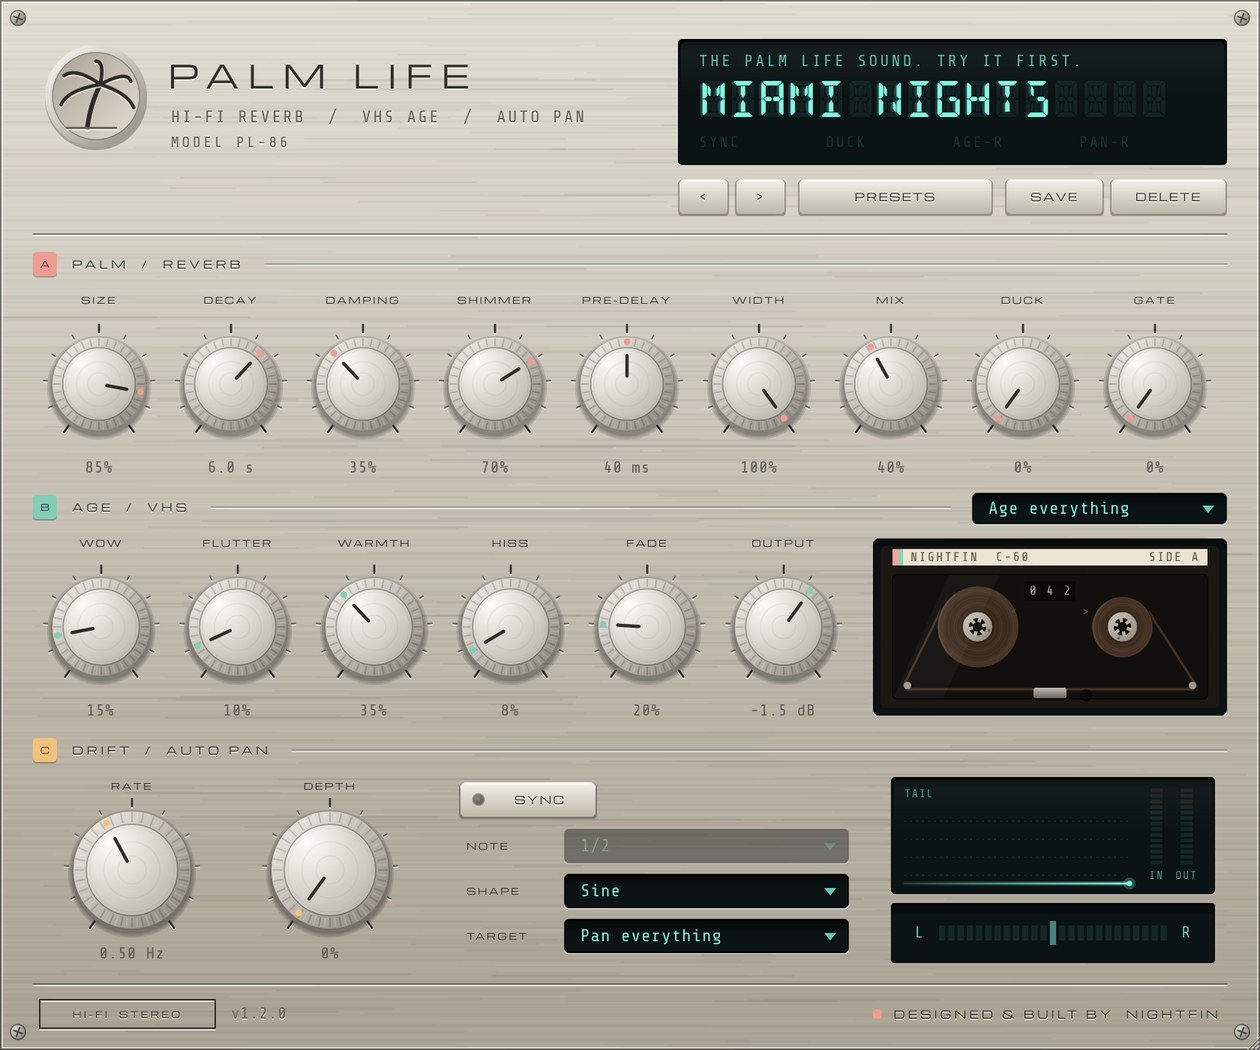 PALM LIFE
HI-FI REVERB / VHS AGE / AUTO PAN
MODEL PL-86
THE PALM LIFE SOUND. TRY IT FIRST.
MIAMI NIGHTS
SYNC DUCK AGE-R PAN-R
< > PRESETS SAVE DELETE
A PALM / REVERB
SIZE DECAY DAMPING SHIMMER PRE-DELAY WIDTH MIX DUCK GATE
85% 6.0 s 35% 70% 40 ms 100% 40% 0% 0%
B AGE / VHS
Age everything
WOW FLUTTER WARMTH HISS FADE OUTPUT
15% 10% 35% 8% 20% -1.5 dB
NIGHTFIN C-60 SIDE A
0 4 2
>
C DRIFT / AUTO PAN
RATE DEPTH
0.50 Hz 0%
SYNC
NOTE 1/2
SHAPE Sine
TARGET Pan everything
TAIL
IN OUT
L R
HI-FI STEREO v1.2.0
DESIGNED & BUILT BY NIGHTFIN